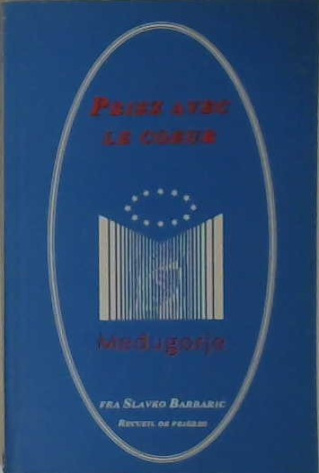 PRIEZ AVEC
LE COEUR
Medugorje
FRA SLAVKO BARBARIC
RECUEIL DE PRIÈRES